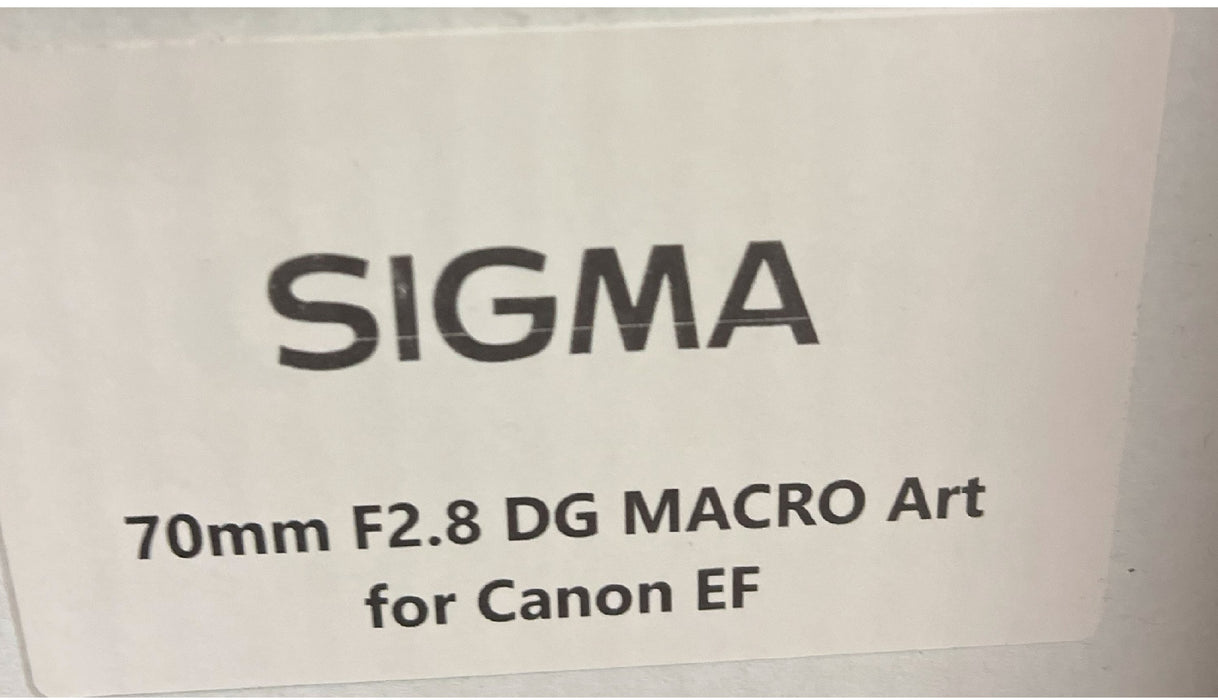 SIGMA
70mm F2.8 DG MACRO Art
for Canon EF